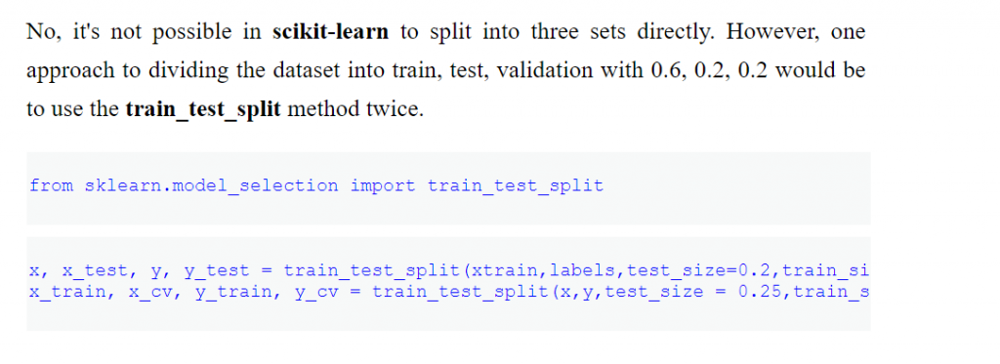 No, it's not possible in scikit-learn to split into three sets directly. However, one
approach to dividing the dataset into train, test, validation with 0.6, 0.2, 0.2 would be
to use the train_test_split method twice.
from sklearn.model_selection import train_test_split
x, x_test, y, y_test = train_test_split(xtrain,labels,test_size=0.2,train_si
x_train, x_cv, y_train, y_cv = train_test_split(x,y,test_size = 0.25,train_s